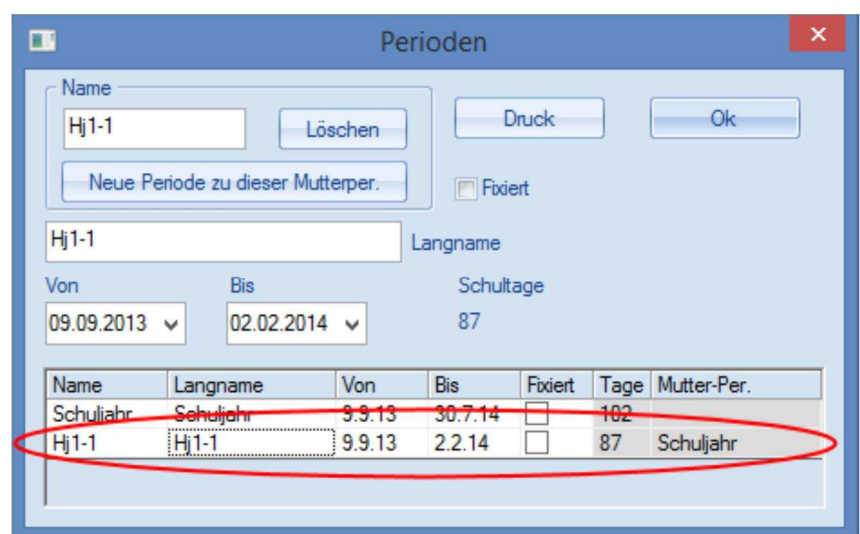 Perioden
Name
Hj1-1 Löschen Druck Ok
Neue Periode zu dieser Mutterper. Fixiert
Hj1-1 Langname
Von Bis Schultage
09.09.2013 02.02.2014 87
Name Langname Von Bis Fixiert Tage Mutter-Per.
Schuljahr Schuljahr 9.9.13 30.7.14 182
Hj1-1 Hj1-1 9.9.13 2.2.14 87 Schuljahr